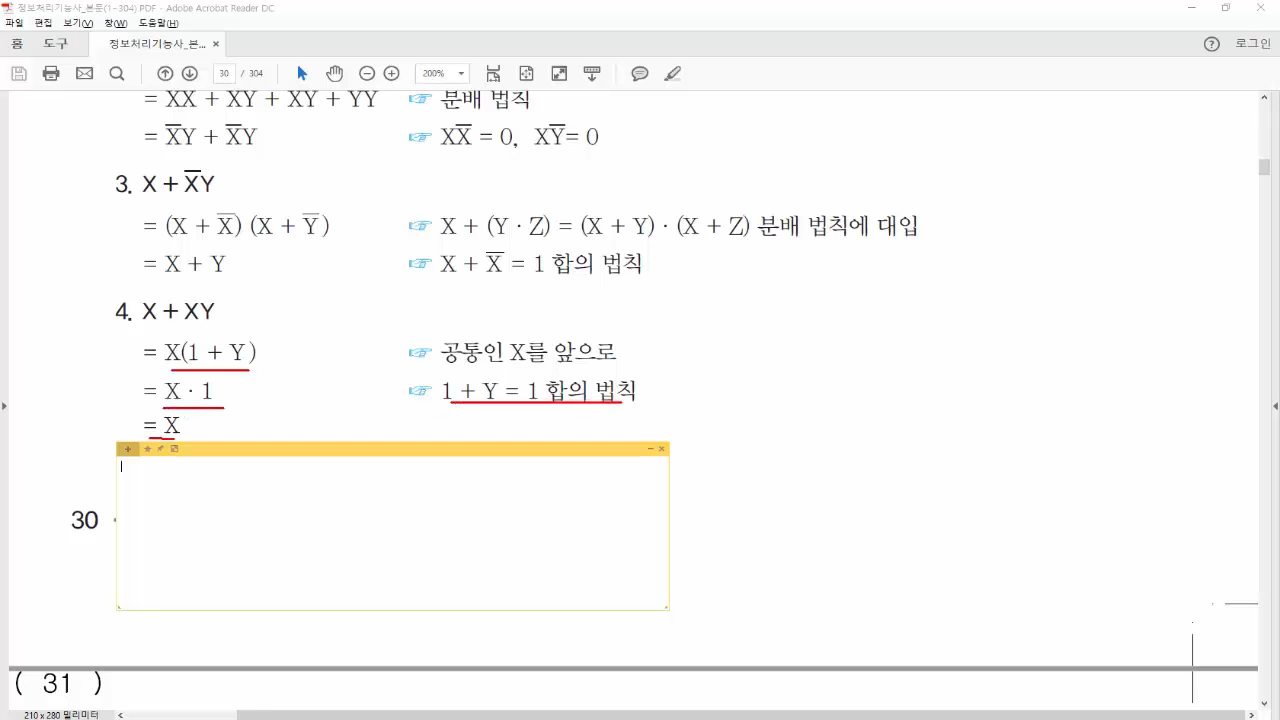 정보처리기능사_본문(1-304).PDF - Adobe Acrobat Reader DC
파일 편집 보기(V) 창(W) 도움말(H)
홈 도구 정보처리기능사_본... × ? 로그인
30 / 304 200%
= XX + XY + XY + YY ☞ 분배 법칙
= X̅Y + X̅Y ☞ XX̅ = 0, XY̅= 0
3. X + X̅Y
= (X + X̅) (X + Y̅ ) ☞ X + (Y · Z) = (X + Y) · (X + Z) 분배 법칙에 대입
= X + Y ☞ X + X̅ = 1 합의 법칙
4. X + XY
= X(1 + Y) ☞ 공통인 X를 앞으로
= X · 1 ☞ 1 + Y = 1 합의 법칙
= X
30
( 31 )
210 x 280 밀리미터